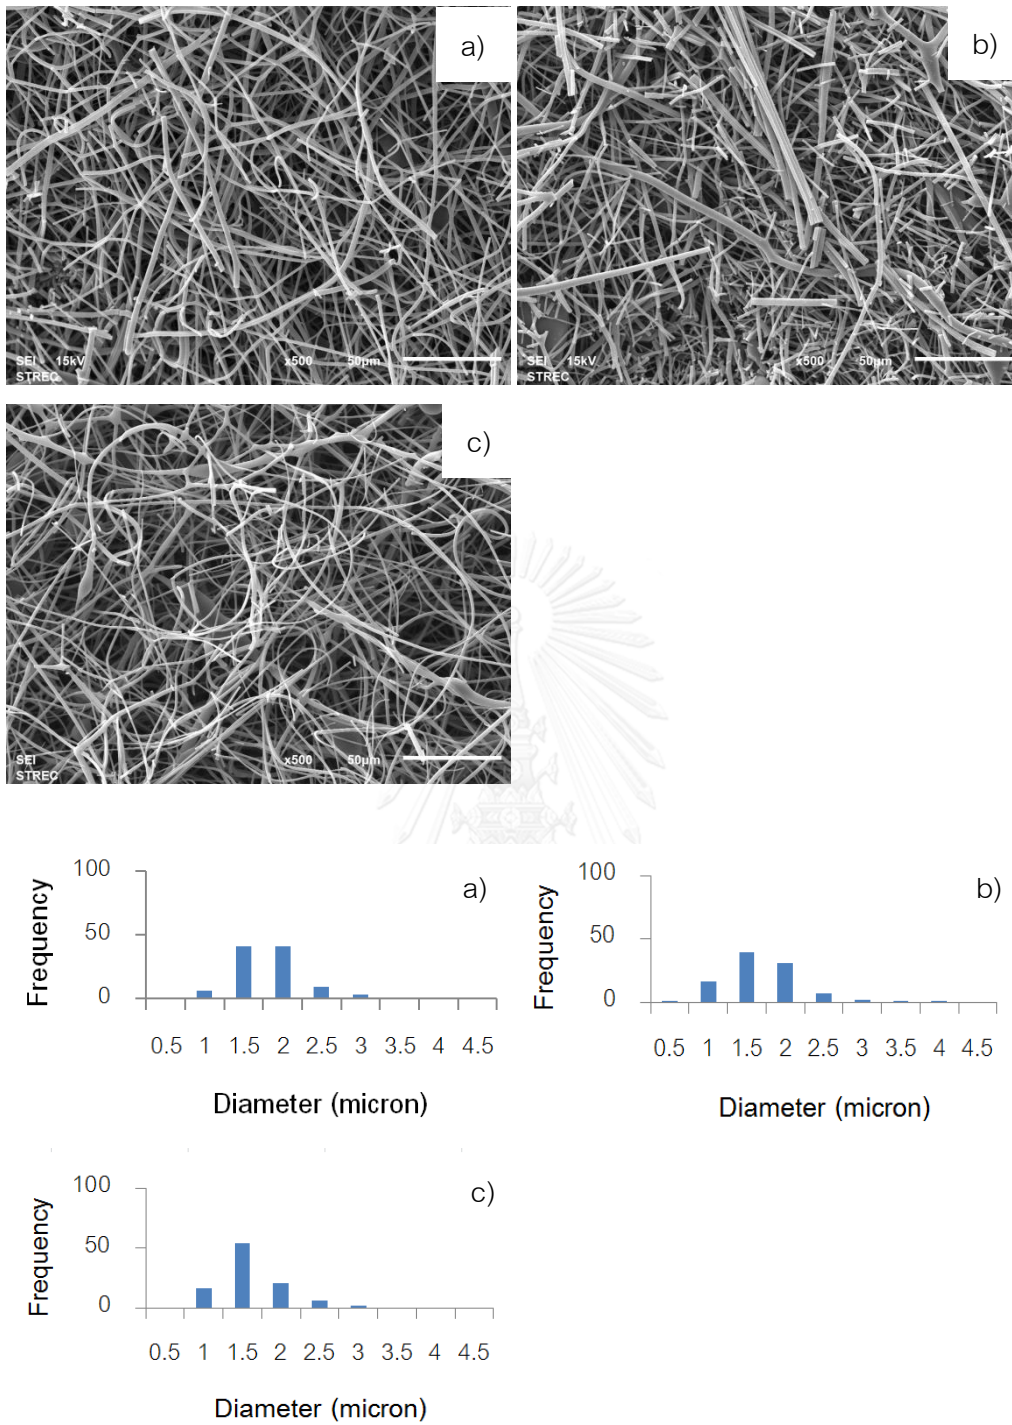 a)
b)
SEI 15kV x500 50µm
STREC
SEI 15kV x500 50µm
STREC
c)
SEI x500 50µm
STREC
a)
100
50
0
Frequency
0.5 1 1.5 2 2.5 3 3.5 4 4.5
Diameter (micron)
b)
100
50
0
Frequency
0.5 1 1.5 2 2.5 3 3.5 4 4.5
Diameter (micron)
c)
100
50
0
Frequency
0.5 1 1.5 2 2.5 3 3.5 4 4.5
Diameter (micron)